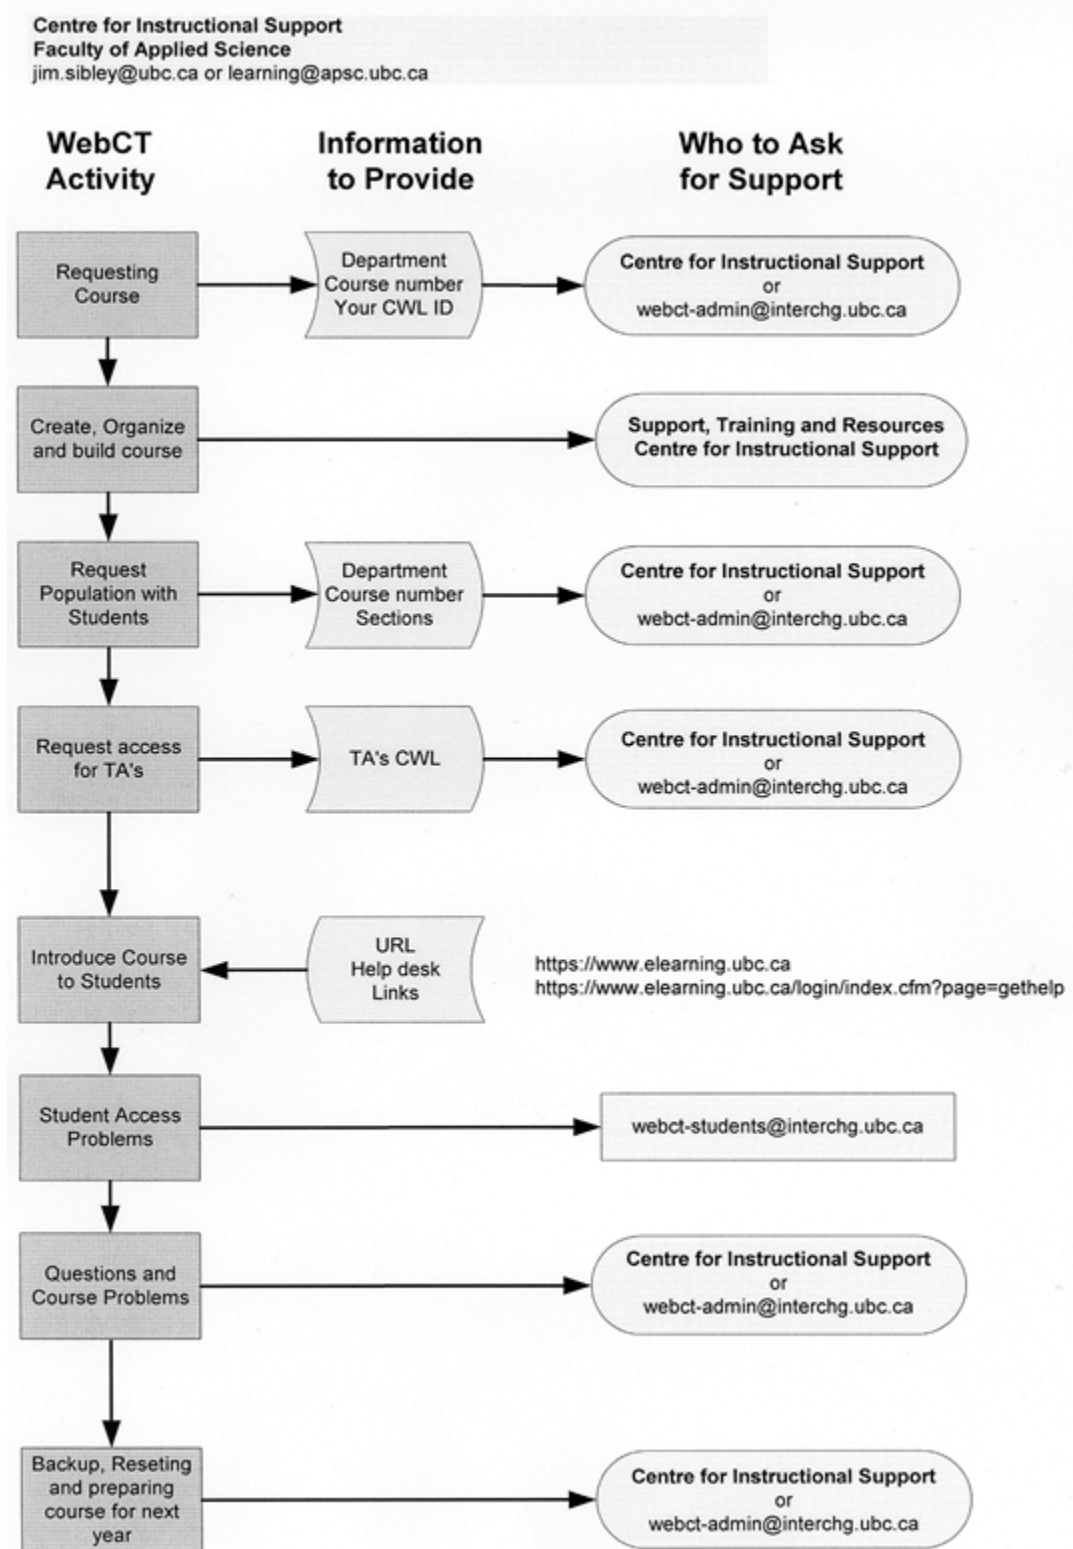 Centre for Instructional Support
Faculty of Applied Science
jim.sibley@ubc.ca or learning@apsc.ubc.ca
WebCT
Activity
Information
to Provide
Who to Ask
for Support
Requesting
Course
Department
Course number
Your CWL ID
Centre for Instructional Support
or
webct-admin@interchg.ubc.ca
Create, Organize
and build course
Support, Training and Resources
Centre for Instructional Support
Request
Population with
Students
Department
Course number
Sections
Centre for Instructional Support
or
webct-admin@interchg.ubc.ca
Request access
for TA's
TA's CWL
Centre for Instructional Support
or
webct-admin@interchg.ubc.ca
Introduce Course
to Students
URL
Help desk
Links
https://www.elearning.ubc.ca
https://www.elearning.ubc.ca/login/index.cfm?page=gethelp
Student Access
Problems
webct-students@interchg.ubc.ca
Questions and
Course Problems
Centre for Instructional Support
or
webct-admin@interchg.ubc.ca
Backup, Reseting
and preparing
course for next
year
Centre for Instructional Support
or
webct-admin@interchg.ubc.ca